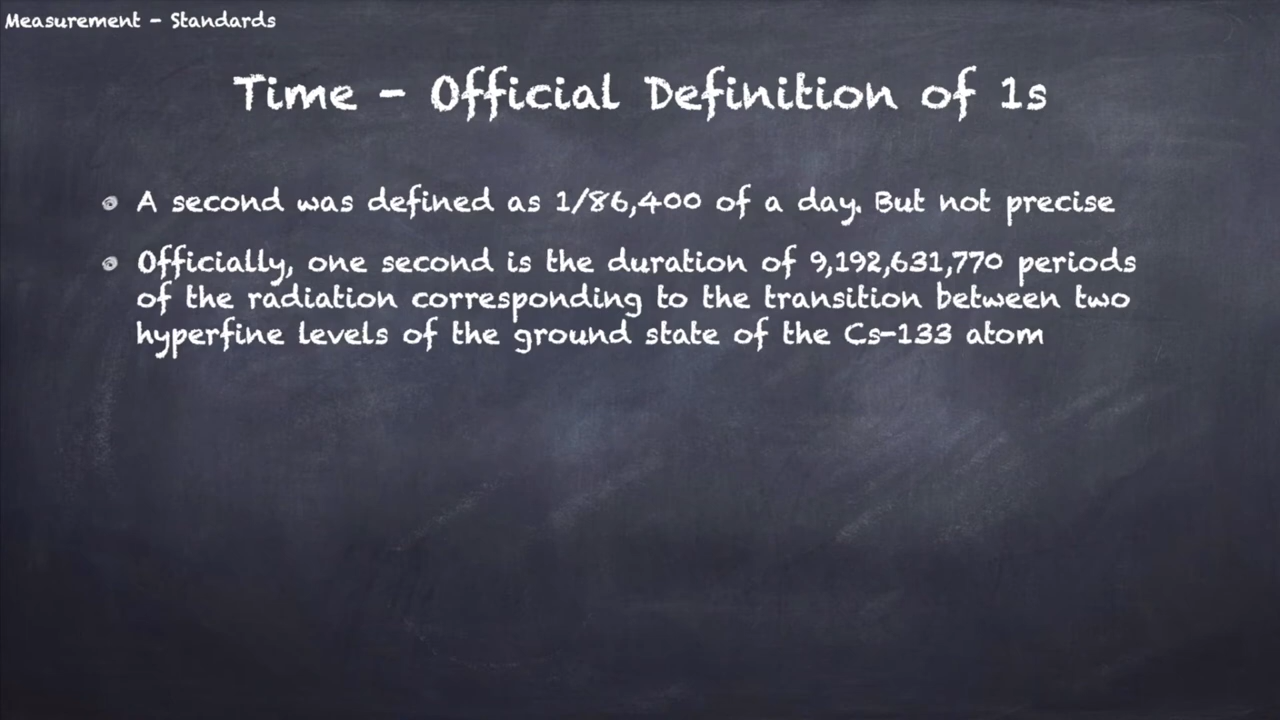 Measurement - Standards
Time - Official Definition of 1s
A second was defined as 1/86,400 of a day. But not precise
Officially, one second is the duration of 9,192,631,770 periods
of the radiation corresponding to the transition between two
hyperfine levels of the ground state of the Cs-133 atom